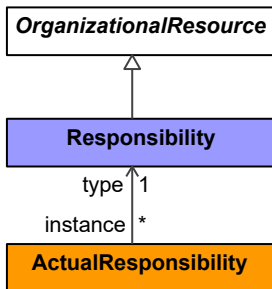 OrganizationalResource
Responsibility
type 1
instance *
ActualResponsibility